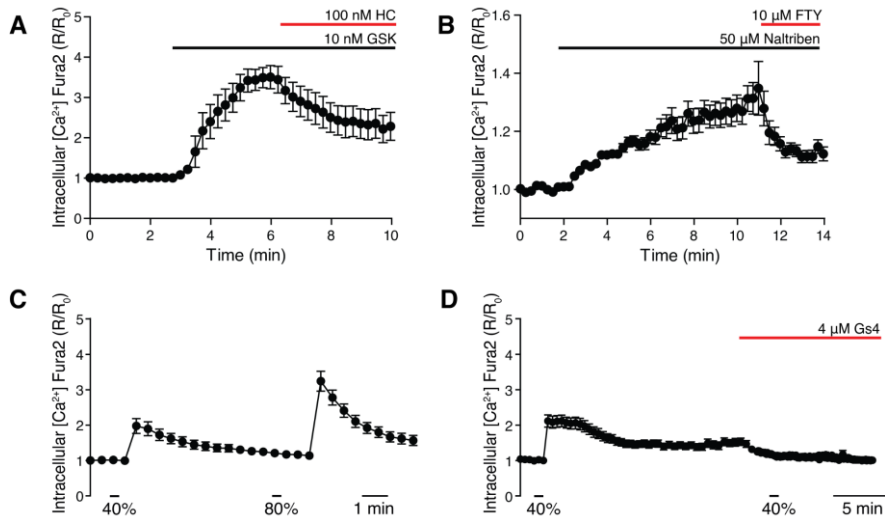 A
100 nM HC
10 nM GSK
Intracellular [Ca²⁺] Fura2 (R/R₀)
5
4
3
2
1
0
0 2 4 6 8 10
Time (min)
B
10 µM FTY
50 µM Naltriben
Intracellular [Ca²⁺] Fura2 (R/R₀)
1.6
1.4
1.2
1.0
0 2 4 6 8 10 12 14
Time (min)
C
Intracellular [Ca²⁺] Fura2 (R/R₀)
5
4
3
2
1
0
40% 80% 1 min
D
4 µM Gs4
Intracellular [Ca²⁺] Fura2 (R/R₀)
5
4
3
2
1
0
40% 40% 5 min